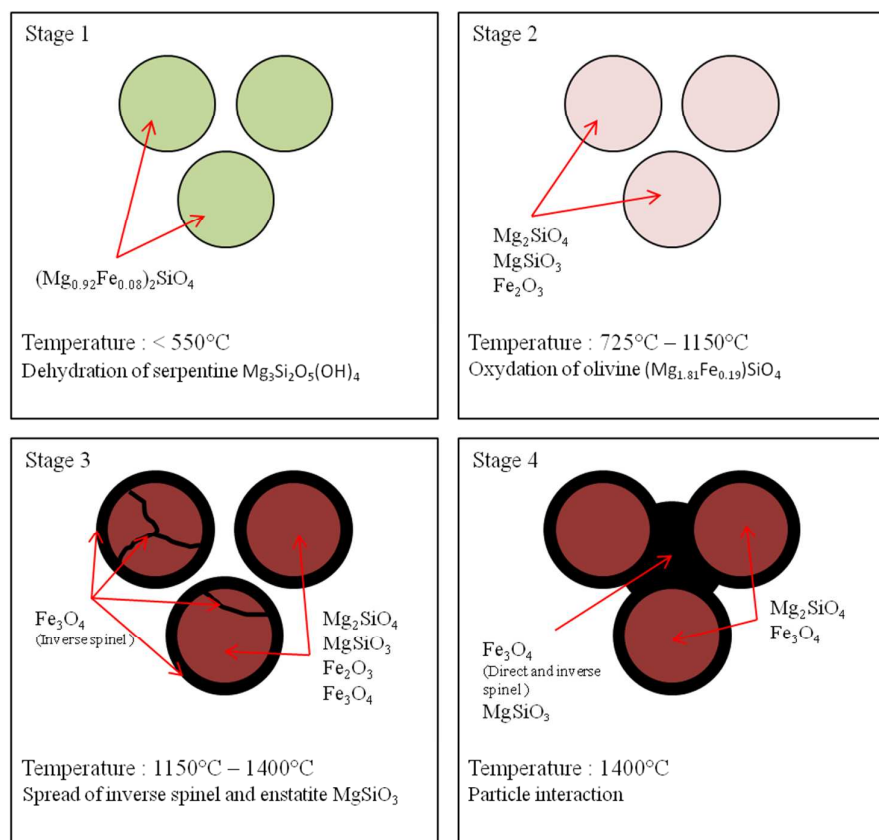 Stage 1
(Mg₀.₉₂Fe₀.₀₈)₂SiO₄
Temperature : < 550°C
Dehydration of serpentine Mg₃Si₂O₅(OH)₄
Stage 2
Mg₂SiO₄
MgSiO₃
Fe₂O₃
Temperature : 725°C – 1150°C
Oxydation of olivine (Mg₁.₈₁Fe₀.₁₉)SiO₄
Stage 3
Fe₃O₄
(Inverse spinel)
Mg₂SiO₄
MgSiO₃
Fe₂O₃
Fe₃O₄
Temperature : 1150°C – 1400°C
Spread of inverse spinel and enstatite MgSiO₃
Stage 4
Fe₃O₄
(Direct and inverse
spinel)
MgSiO₃
Mg₂SiO₄
Fe₃O₄
Temperature : 1400°C
Particle interaction